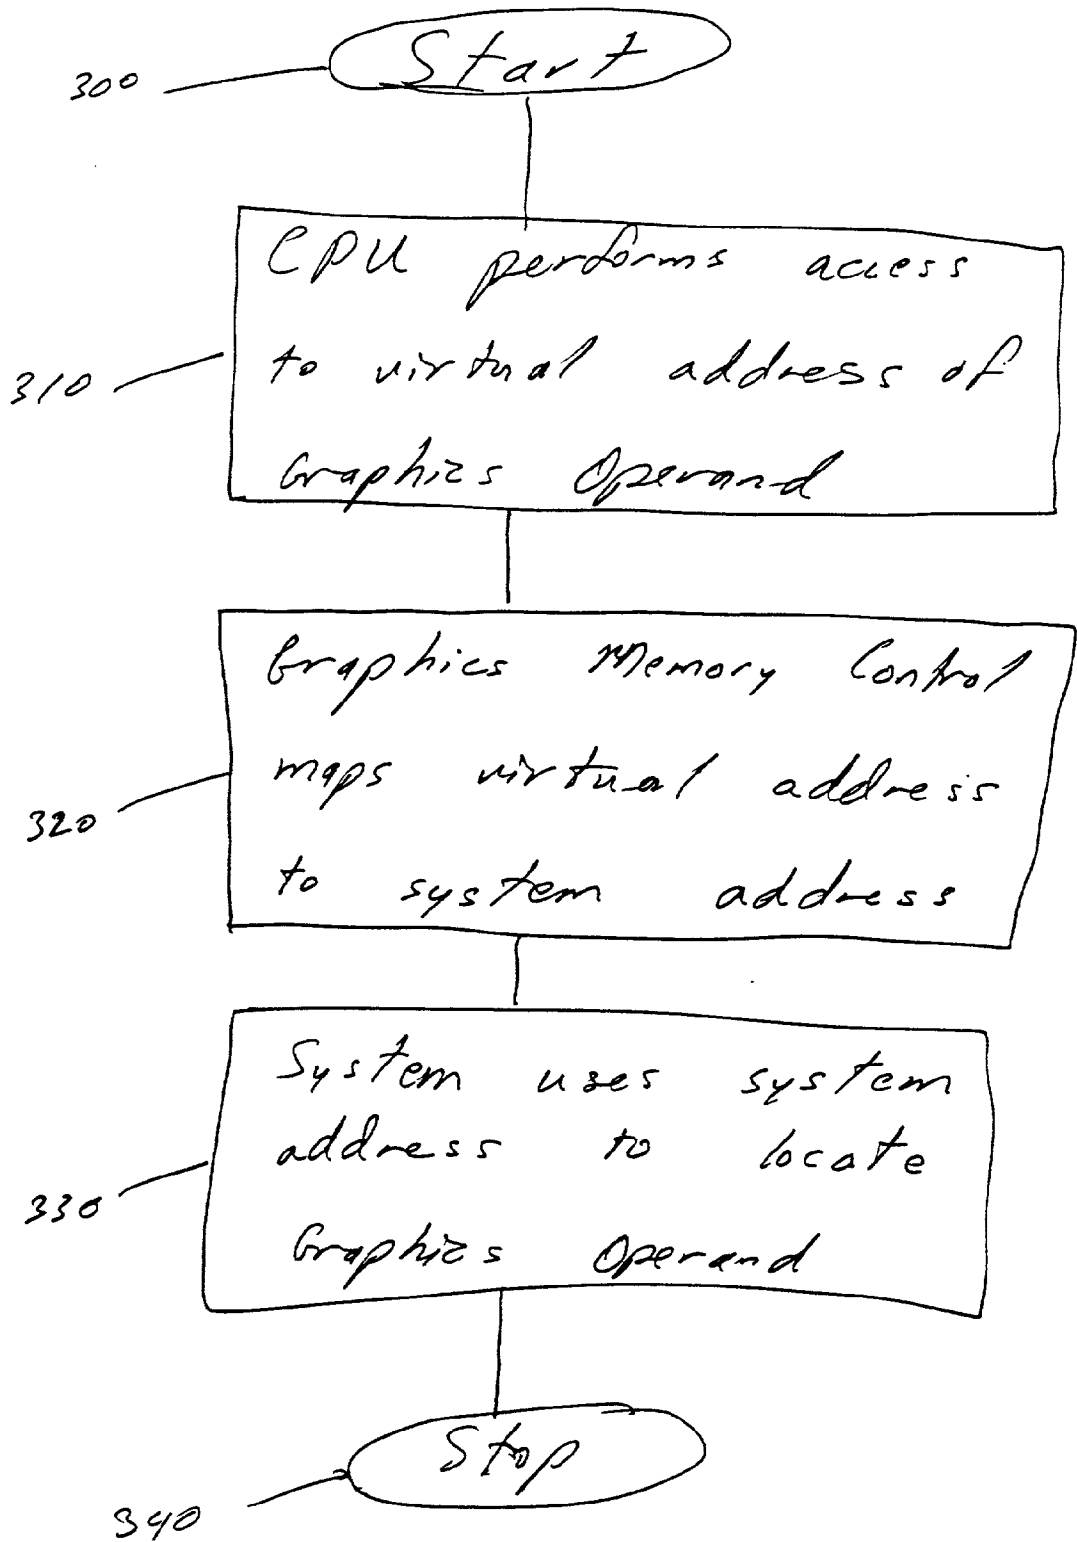 Start
300
CPU performs access
to virtual address of
310
Graphics Operand
Graphics Memory Control
maps virtual address
320
to system address
System uses system
address to locate
330
Graphics Operand
Stop
340